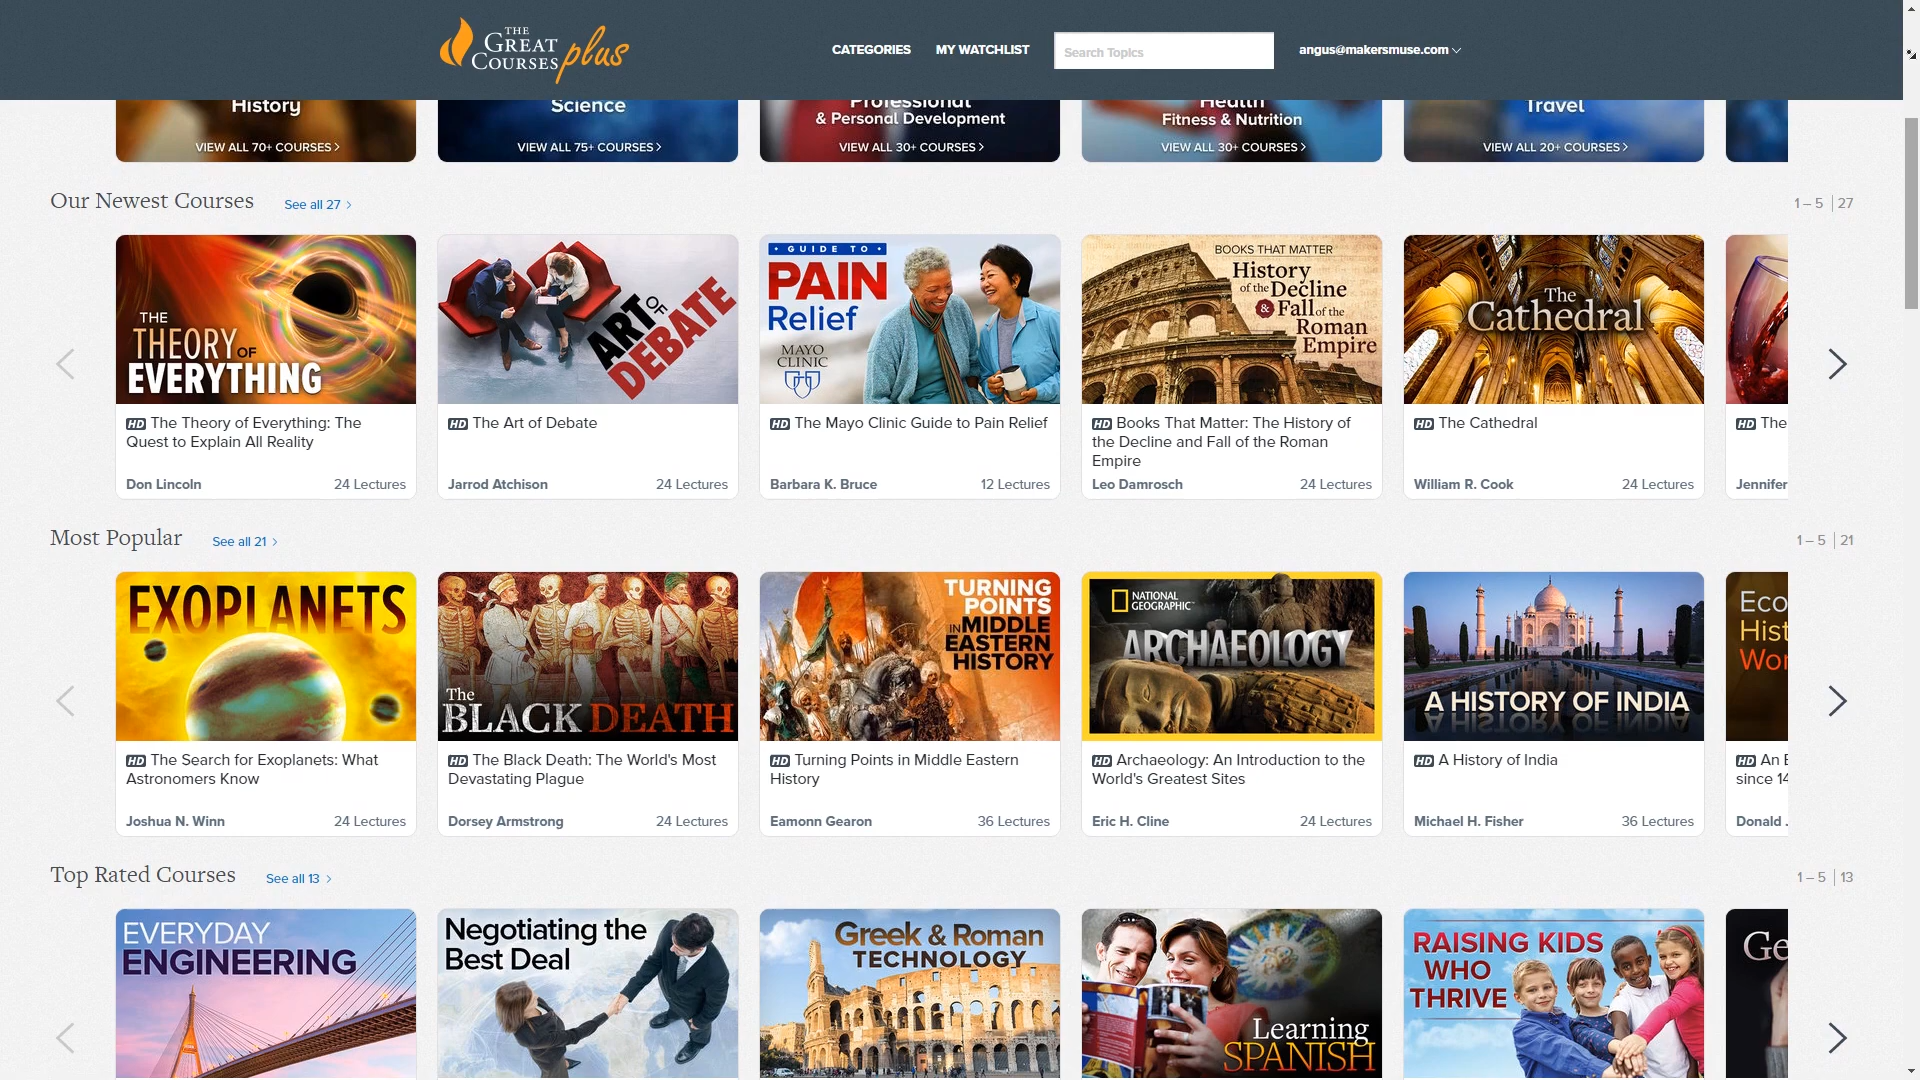 THE
GREAT
COURSES plus
CATEGORIES
MY WATCHLIST
Search Topics
angus@makersmuse.com
History
VIEW ALL 70+ COURSES >
Science
VIEW ALL 75+ COURSES >
Professional
& Personal Development
VIEW ALL 30+ COURSES >
Health
Fitness & Nutrition
VIEW ALL 30+ COURSES >
Travel
VIEW ALL 20+ COURSES >
Our Newest Courses
See all 27 >
1 – 5 | 27
THE
THEORY OF
EVERYTHING
HD The Theory of Everything: The
Quest to Explain All Reality
Don Lincoln
24 Lectures
ART OF
DEBATE
HD The Art of Debate
Jarrod Atchison
24 Lectures
• GUIDE TO •
PAIN
Relief
MAYO
CLINIC
HD The Mayo Clinic Guide to Pain Relief
Barbara K. Bruce
12 Lectures
BOOKS THAT MATTER
History
of the Decline
& Fall of the
Roman
Empire
HD Books That Matter: The History of
the Decline and Fall of the Roman
Empire
Leo Damrosch
24 Lectures
The
Cathedral
HD The Cathedral
William R. Cook
24 Lectures
HD The
Jennifer
Most Popular
See all 21 >
1 – 5 | 21
EXOPLANETS
HD The Search for Exoplanets: What
Astronomers Know
Joshua N. Winn
24 Lectures
The
BLACK DEATH
HD The Black Death: The World's Most
Devastating Plague
Dorsey Armstrong
24 Lectures
TURNING
POINTS
IN MIDDLE
EASTERN
HISTORY
HD Turning Points in Middle Eastern
History
Eamonn Gearon
36 Lectures
NATIONAL
GEOGRAPHIC
ARCHAEOLOGY
HD Archaeology: An Introduction to the
World's Greatest Sites
Eric H. Cline
24 Lectures
A HISTORY OF INDIA
HD A History of India
Michael H. Fisher
36 Lectures
Eco
Hist
Wor
HD An E
since 14
Donald .
Top Rated Courses
See all 13 >
1 – 5 | 13
EVERYDAY
ENGINEERING
Negotiating the
Best Deal
Greek & Roman
TECHNOLOGY
Learning
SPANISH
RAISING KIDS
WHO
THRIVE
Ge